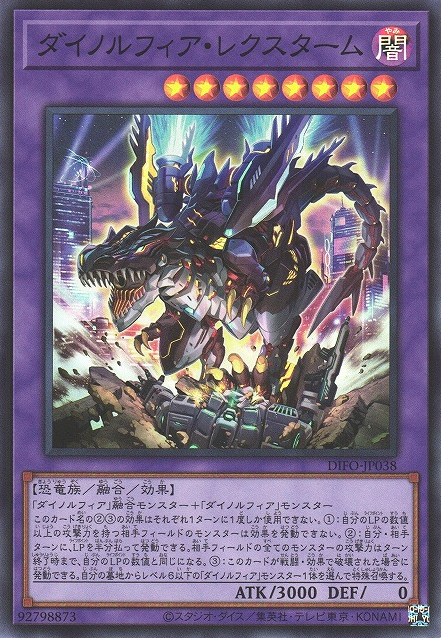 ダイノルフィア・レクスターム
闇
DIFO-JP038
【恐竜族／融合／効果】
「ダイノルフィア」融合モンスター＋「ダイノルフィア」モンスター
このカード名の②③の効果はそれぞれ1ターンに1度しか使用できない。①：自分のLPの数値
以上の攻撃力を持つ相手フィールドのモンスターは効果を発動できない。②：自分・相手
ターンに、LPを半分払って発動できる。相手フィールドの全てのモンスターの攻撃力はターン
終了時まで、自分のLPの数値と同じになる。③：このカードが戦闘・効果で破壊された場合に
発動できる。自分の墓地からレベル6以下の「ダイノルフィア」モンスター1体を選んで特殊召喚する。
ATK/3000 DEF/ 0
92798873 ©スタジオ・ダイス／集英社・テレビ東京・KONAMI